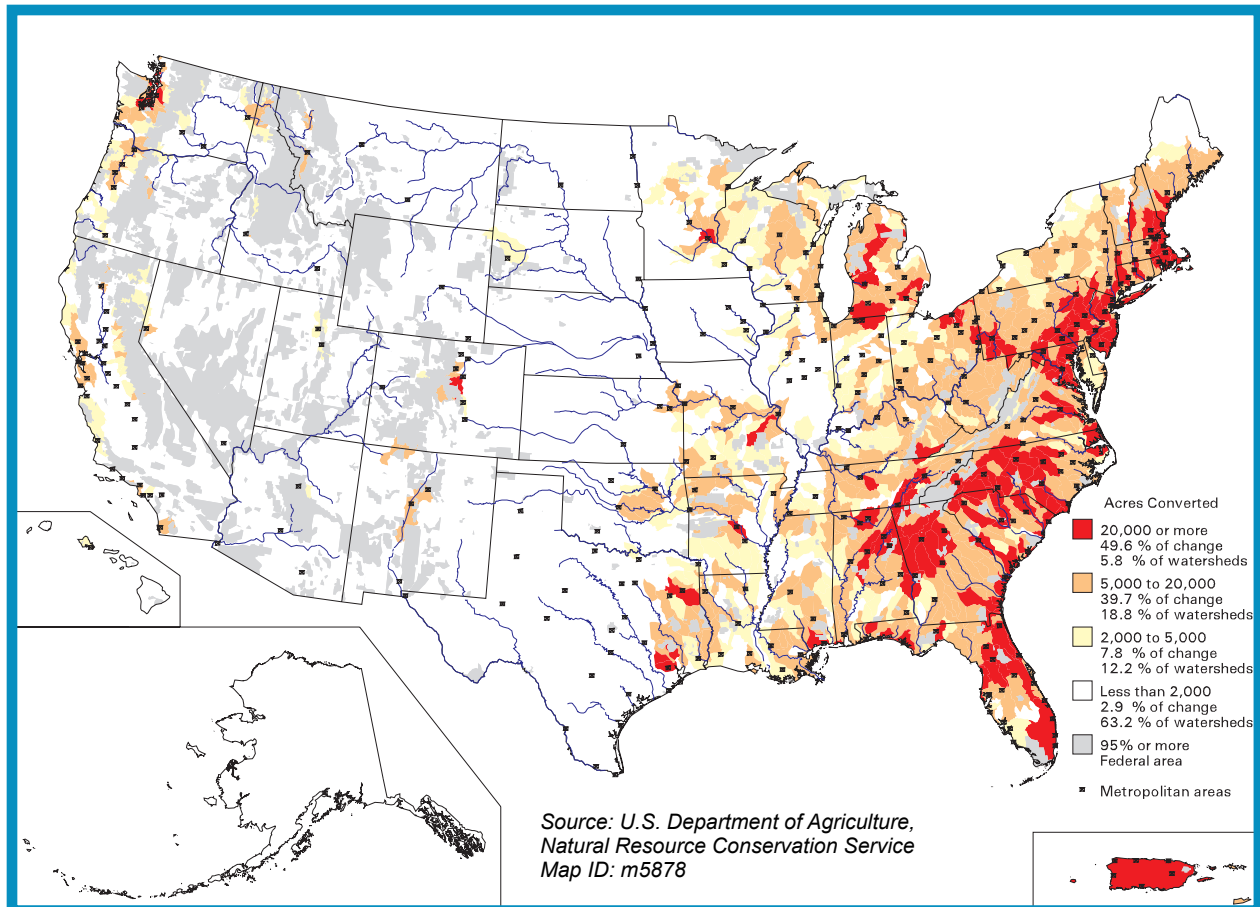 Acres Converted
20,000 or more
49.6 % of change
5.8 % of watersheds
5,000 to 20,000
39.7 % of change
18.8 % of watersheds
2,000 to 5,000
7.8 % of change
12.2 % of watersheds
Less than 2,000
2.9 % of change
63.2 % of watersheds
95% or more
Federal area
Metropolitan areas
Source: U.S. Department of Agriculture,
Natural Resource Conservation Service
Map ID: m5878